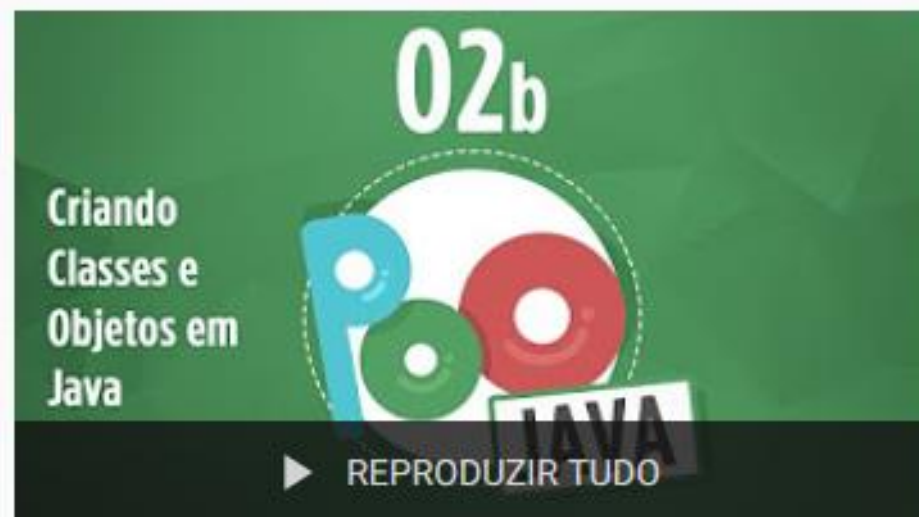 02b
Criando
Classes e
Objetos em
Java
POO
JAVA
REPRODUZIR TUDO